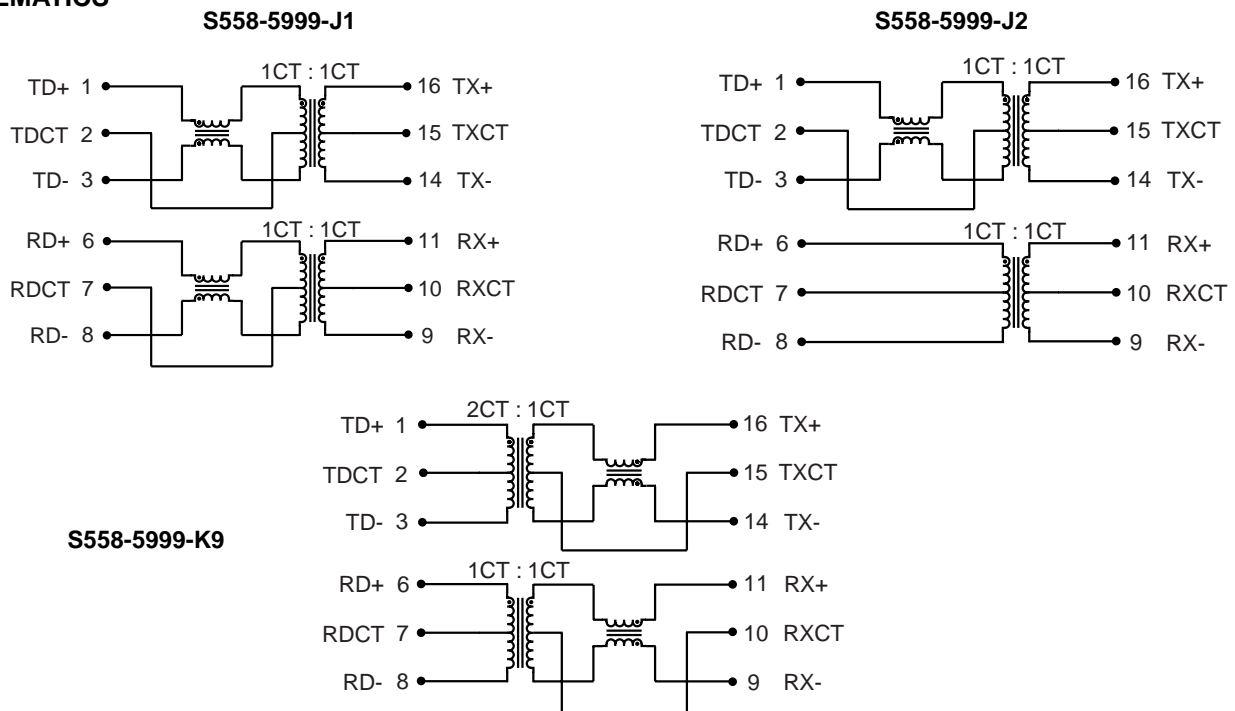 S558-5999-J1
1CT : 1CT
TD+ 1
16 TX+
TDCT 2
15 TXCT
TD- 3
14 TX-
1CT : 1CT
RD+ 6
11 RX+
RDCT 7
10 RXCT
RD- 8
9 RX-
S558-5999-J2
1CT : 1CT
TD+ 1
16 TX+
TDCT 2
15 TXCT
TD- 3
14 TX-
1CT : 1CT
RD+ 6
11 RX+
RDCT 7
10 RXCT
RD- 8
9 RX-
S558-5999-K9
2CT : 1CT
TD+ 1
16 TX+
TDCT 2
15 TXCT
TD- 3
14 TX-
1CT : 1CT
RD+ 6
11 RX+
RDCT 7
10 RXCT
RD- 8
9 RX-